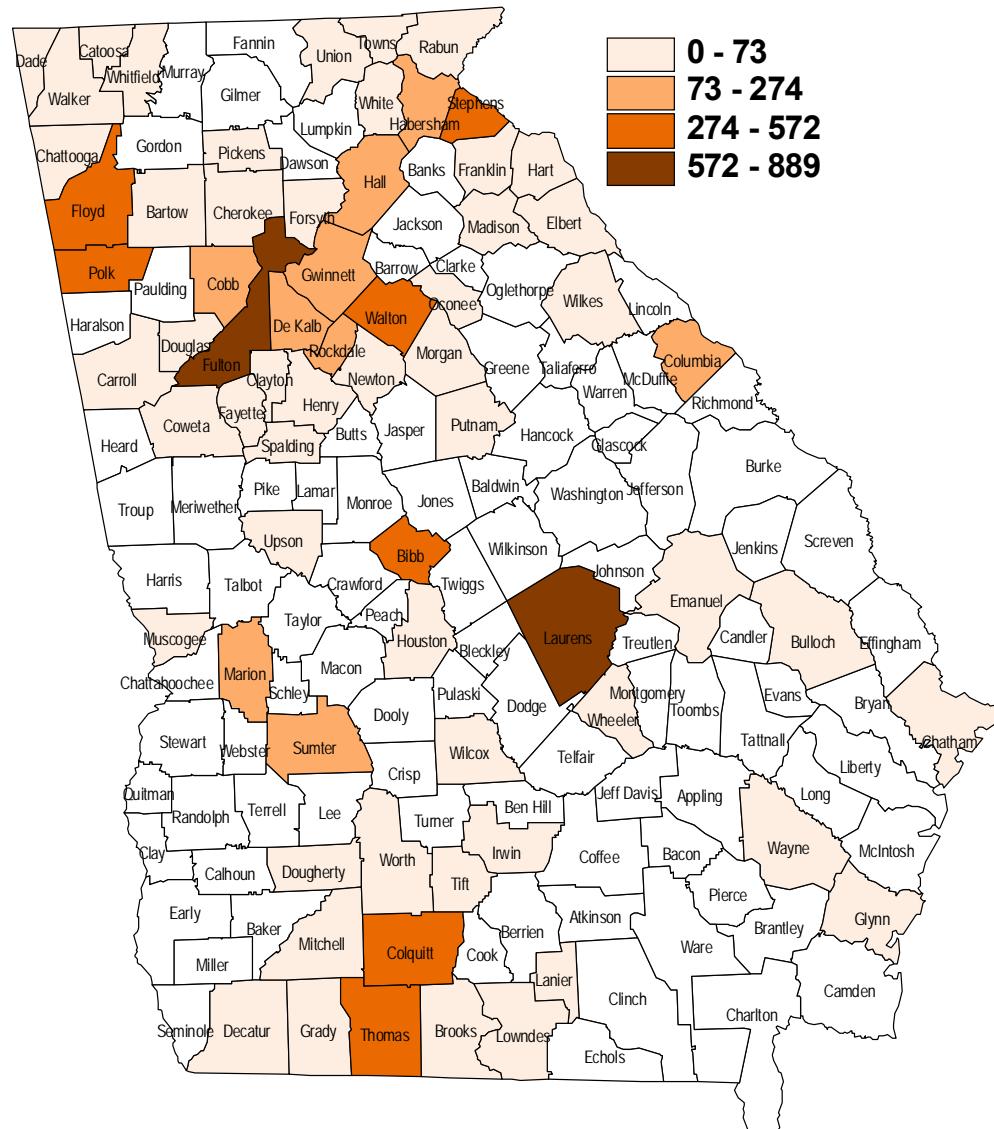 0 - 73
73 - 274
274 - 572
572 - 889
Dade
Catoosa
Whitfield
Murray
Fannin
Union
Towns
Rabun
Walker
Gilmer
White
Habersham
Stephens
Lumpkin
Chattooga
Gordon
Pickens
Dawson
Hall
Banks
Franklin
Hart
Floyd
Bartow
Cherokee
Forsyth
Jackson
Madison
Elbert
Polk
Paulding
Cobb
Gwinnett
Barrow
Clarke
Oconee
Oglethorpe
Wilkes
Lincoln
Haralson
Douglas
Fulton
De Kalb
Rockdale
Walton
Morgan
Greene
Taliaferro
Warren
McDuffie
Columbia
Richmond
Carroll
Clayton
Newton
Coweta
Fayette
Henry
Heard
Spalding
Butts
Jasper
Putnam
Hancock
Glascock
Burke
Troup
Meriwether
Pike
Lamar
Monroe
Jones
Baldwin
Washington
Jefferson
Upson
Bibb
Wilkinson
Jenkins
Screven
Harris
Talbot
Crawford
Twiggs
Johnson
Emanuel
Taylor
Peach
Muscogee
Houston
Laurens
Treutlen
Candler
Bulloch
Effingham
Bleckley
Chattahoochee
Marion
Schley
Macon
Pulaski
Dodge
Montgomery
Wheeler
Toombs
Evans
Bryan
Stewart
Webster
Sumter
Dooly
Wilcox
Telfair
Tattnall
Chatham
Liberty
Quitman
Randolph
Terrell
Lee
Crisp
Turner
Ben Hill
Jeff Davis
Appling
Long
Clay
Calhoun
Dougherty
Worth
Irwin
Coffee
Bacon
Wayne
McIntosh
Tift
Pierce
Early
Baker
Mitchell
Atkinson
Brantley
Glynn
Miller
Colquitt
Cook
Berrien
Ware
Lanier
Clinch
Camden
Seminole
Decatur
Grady
Thomas
Brooks
Lowndes
Echols
Charlton